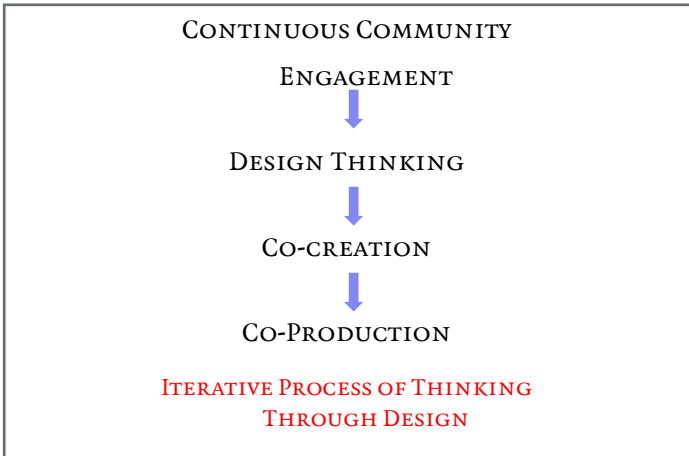 Continuous Community
Engagement
Design Thinking
Co-creation
Co-Production
Iterative Process of Thinking
Through Design